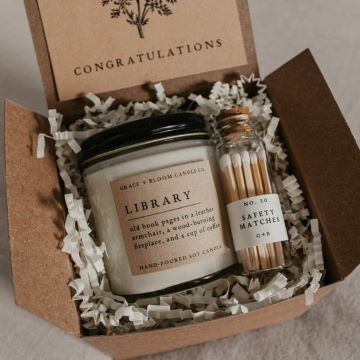 CONGRATULATIONS
GRACE + BLOOM CANDLE CO.
LIBRARY
old book pages in a leather
armchair, a wood-burning
fireplace, and a cup of coffee
HAND-POURED SOY CANDLE
NO. 20
SAFETY
MATCHES
G+B